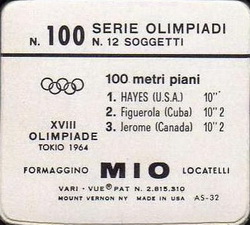 N. 100 SERIE OLIMPIADI
N. 12 SOGGETTI
100 metri piani
1. HAYES (U.S.A.) 10"
2. Figuerola (Cuba) 10"2
3. Jerome (Canada) 10"2
XVIII
OLIMPIADE
TOKIO 1964
FORMAGGINO MIO LOCATELLI
VARI-VUE® PAT N. 2.815.310
MOUNT VERNON NY MADE IN USA AS-32